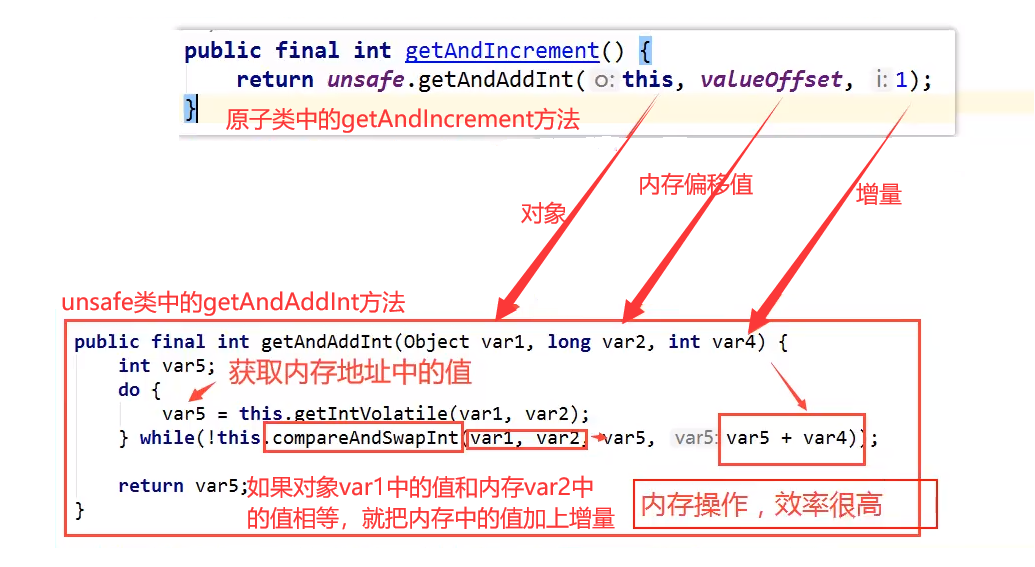 public final int getAndIncrement() {
return unsafe.getAndAddInt( o: this, valueOffset, i: 1);
}
原子类中的getAndIncrement方法
内存偏移值
增量
对象
unsafe类中的getAndAddInt方法
public final int getAndAddInt(Object var1, long var2, int var4) {
int var5;
获取内存地址中的值
do {
var5 = this.getIntVolatile(var1, var2);
} while(!this.compareAndSwapInt(var1, var2, var5, var5: var5 + var4));
return var5;
如果对象var1中的值和内存var2中
的值相等，就把内存中的值加上增量
内存操作，效率很高
}